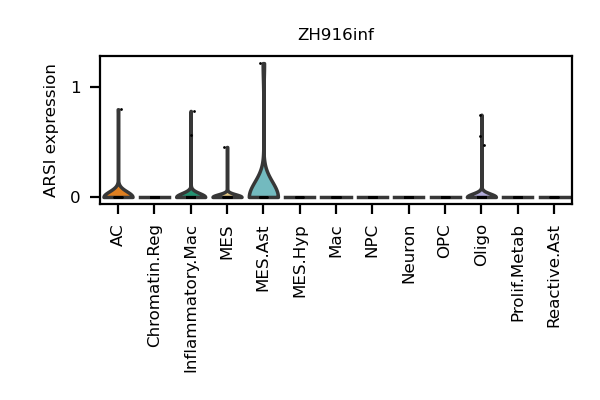 ZH916inf
ARSI expression
1
0
AC
Chromatin.Reg
Inflammatory.Mac
MES
MES.Ast
MES.Hyp
Mac
NPC
Neuron
OPC
Oligo
Prolif.Metab
Reactive.Ast